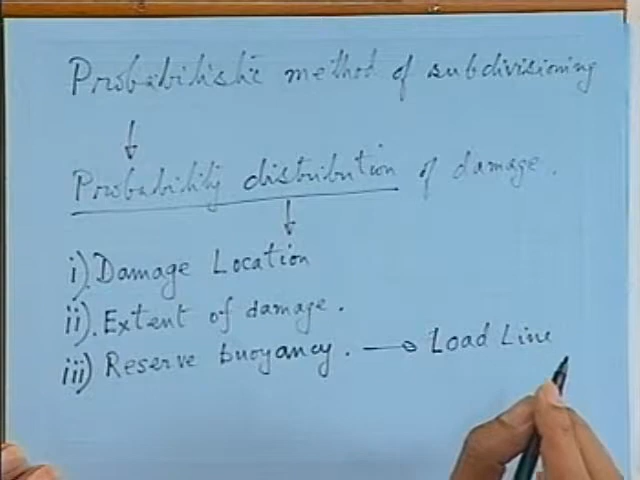 Probabilistic method of subdivisioning
↓
Probability distribution of damage.
↓
i). Damage Location
ii). Extent of damage.
iii) Reserve buoyancy. → Load Line